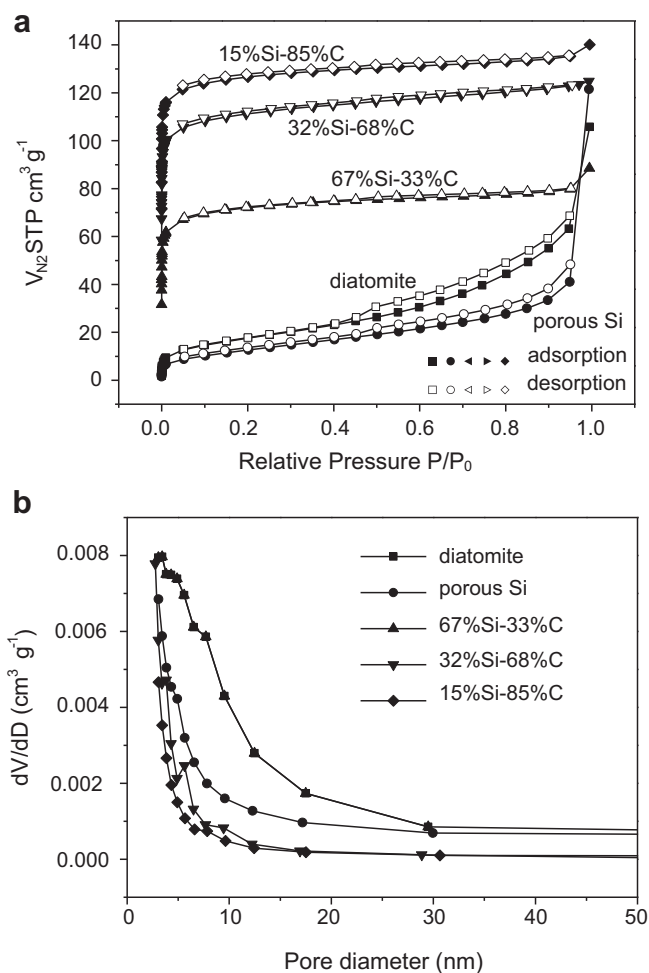 a
140
120
100
80
60
40
20
0
V_N2 STP cm³ g⁻¹
15%Si-85%C
32%Si-68%C
67%Si-33%C
diatomite
porous Si
adsorption
desorption
0.0 0.2 0.4 0.6 0.8 1.0
Relative Pressure P/P₀
b
0.008
0.006
0.004
0.002
0.000
dV/dD (cm³ g⁻¹)
diatomite
porous Si
67%Si-33%C
32%Si-68%C
15%Si-85%C
0 10 20 30 40 50
Pore diameter (nm)